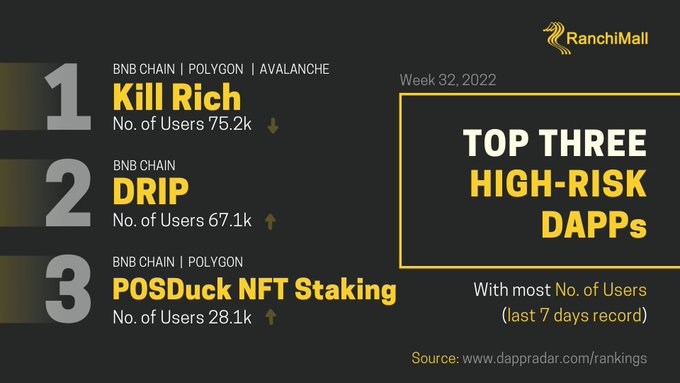 RanchiMall
Week 32, 2022
TOP THREE
HIGH-RISK
DAPPs
With most No. of Users
(last 7 days record)
Source: www.dappradar.com/rankings
1
BNB CHAIN | POLYGON | AVALANCHE
Kill Rich
No. of Users 75.2k
2
BNB CHAIN
DRIP
No. of Users 67.1k
3
BNB CHAIN | POLYGON
POSDuck NFT Staking
No. of Users 28.1k